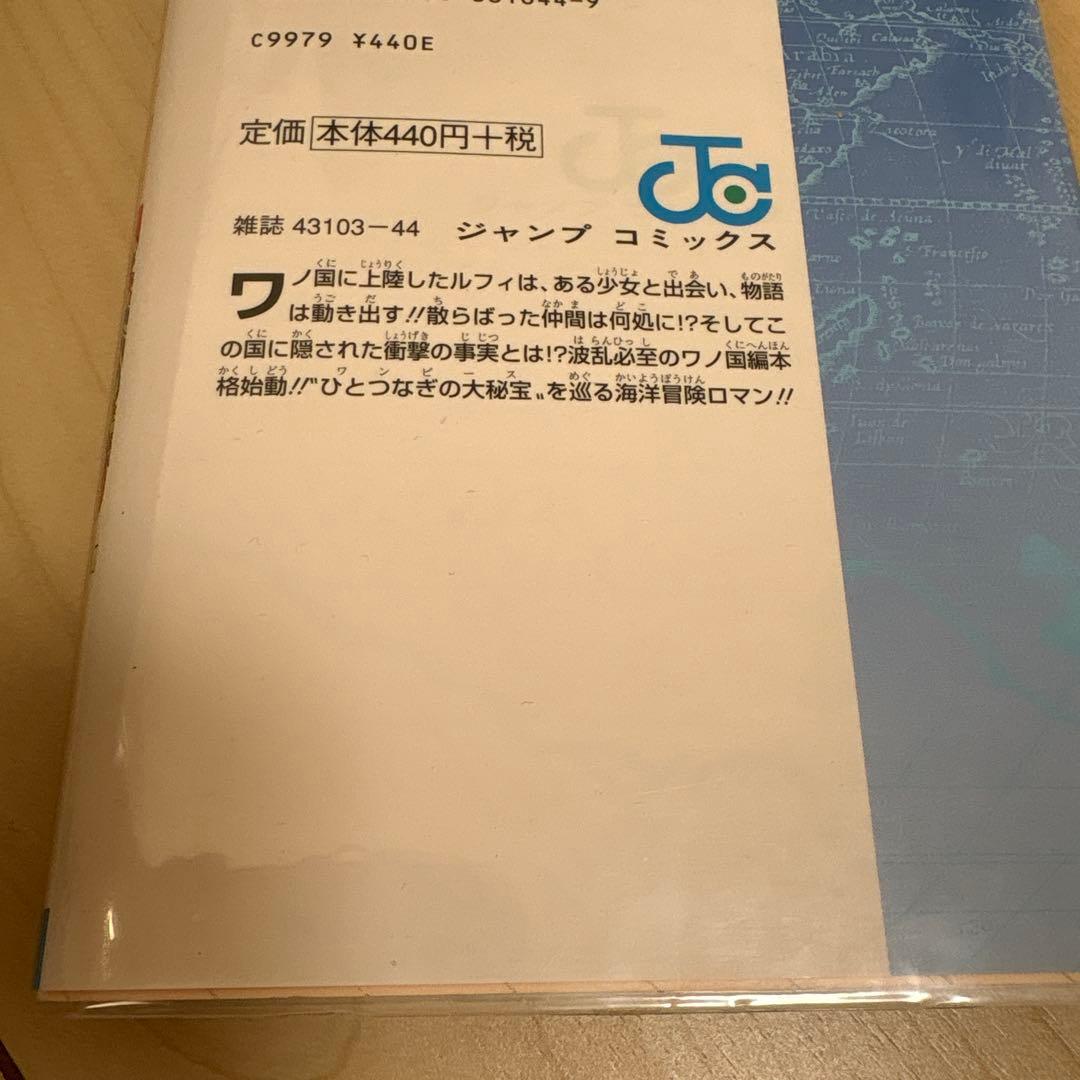 C9979 ¥440E
定価 本体440円+税
JC
雑誌 43103-44 ジャンプ コミックス
ワノ国に上陸したルフィは、ある少女と出会い、物語
は動き出す!!散らばった仲間は何処に!?そしてこ
の国に隠された衝撃の事実とは!?波乱必至のワノ国編本
格始動!!〝ひとつなぎの大秘宝〟を巡る海洋冒険ロマン!!
Arabia